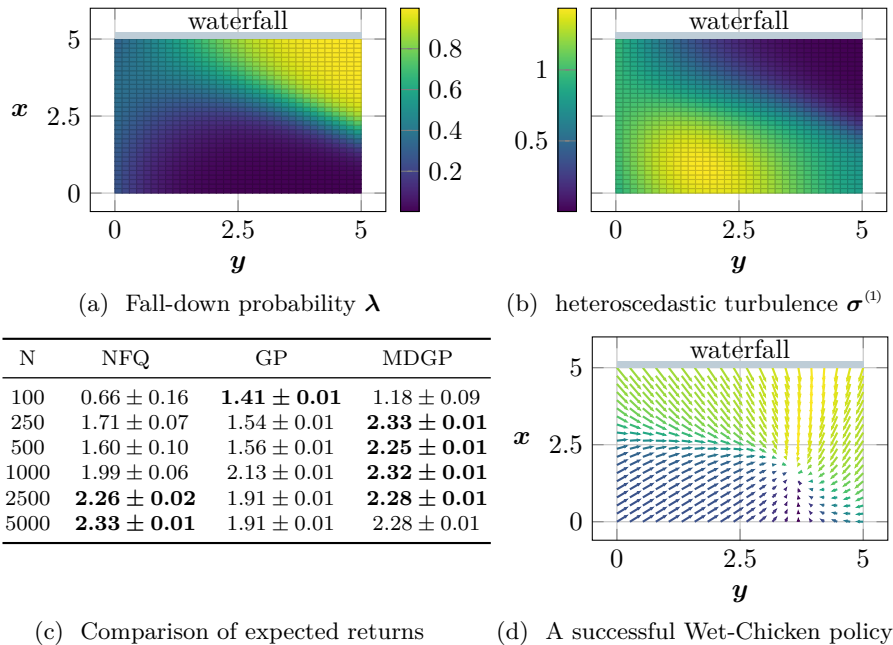 waterfall
5
2.5
0
x
0
2.5
5
y
0.8
0.6
0.4
0.2
(a) Fall-down probability λ
waterfall
1
0.5
0
2.5
5
y
(b) heteroscedastic turbulence σ⁽¹⁾
N NFQ GP MDGP
100 0.66 ± 0.16 1.41 ± 0.01 1.18 ± 0.09
250 1.71 ± 0.07 1.54 ± 0.01 2.33 ± 0.01
500 1.60 ± 0.10 1.56 ± 0.01 2.25 ± 0.01
1000 1.99 ± 0.06 2.13 ± 0.01 2.32 ± 0.01
2500 2.26 ± 0.02 1.91 ± 0.01 2.28 ± 0.01
5000 2.33 ± 0.01 1.91 ± 0.01 2.28 ± 0.01
(c) Comparison of expected returns
waterfall
5
2.5
0
x
0
2.5
5
y
(d) A successful Wet-Chicken policy